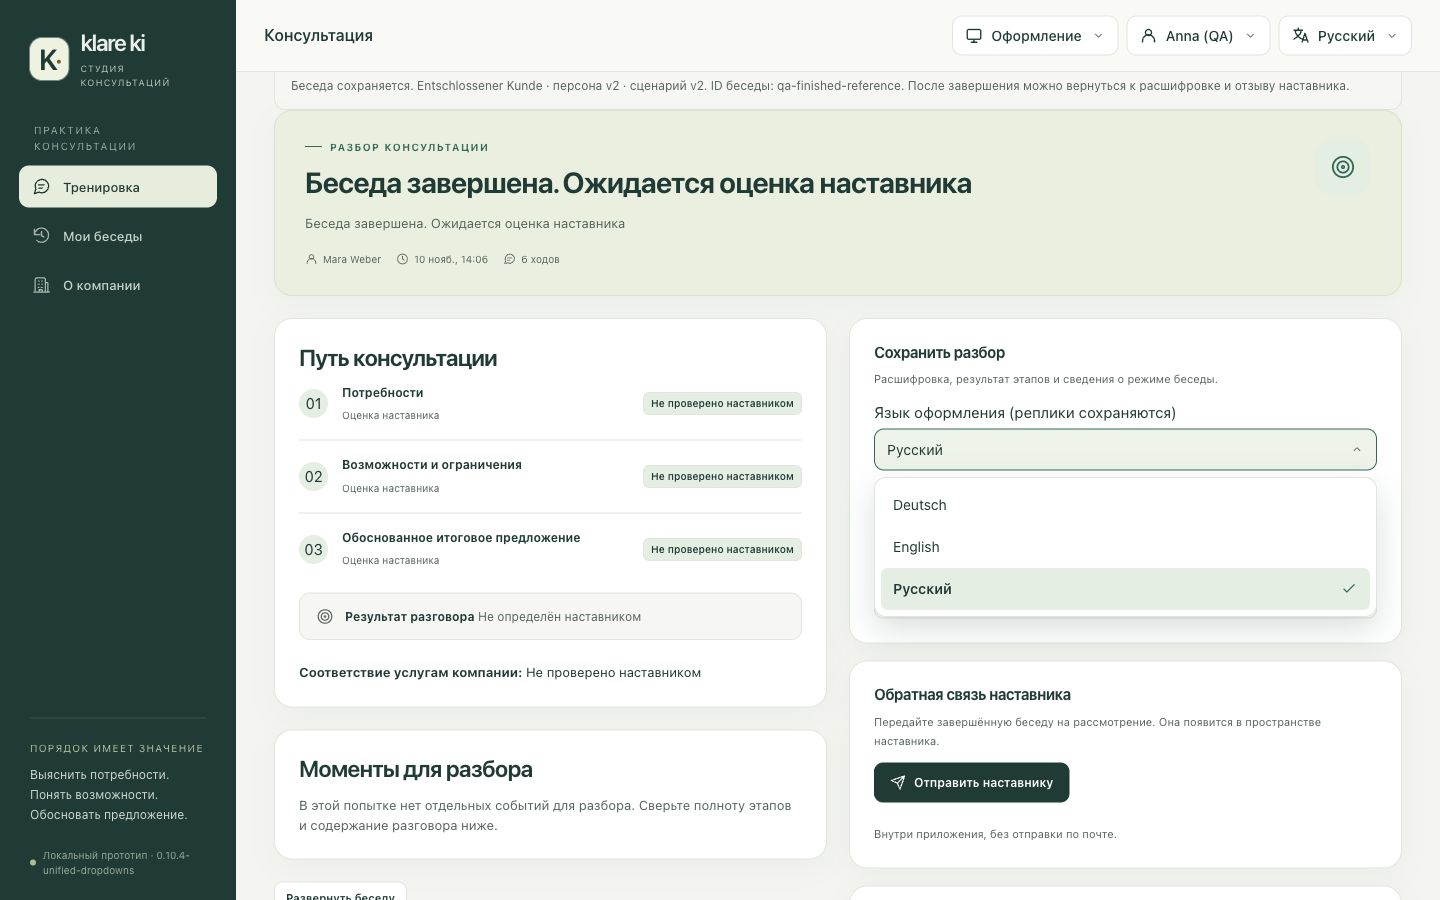 K.
klare ki
СТУДИЯ
КОНСУЛЬТАЦИЙ
ПРАКТИКА
КОНСУЛЬТАЦИИ
Тренировка
Мои беседы
О компании
ПОРЯДОК ИМЕЕТ ЗНАЧЕНИЕ
Выяснить потребности.
Понять возможности.
Обосновать предложение.
Локальный прототип · 0.10.4-
unified-dropdowns
Консультация
Оформление
Anna (QA)
Русский
Беседа сохраняется. Entschlossener Kunde · персона v2 · сценарий v2. ID беседы: qa-finished-reference. После завершения можно вернуться к расшифровке и отзыву наставника.
РАЗБОР КОНСУЛЬТАЦИИ
Беседа завершена. Ожидается оценка наставника
Беседа завершена. Ожидается оценка наставника
Mara Weber 10 нояб., 14:06 6 ходов
Путь консультации
01 Потребности
Оценка наставника
Не проверено наставником
02 Возможности и ограничения
Оценка наставника
Не проверено наставником
03 Обоснованное итоговое предложение
Оценка наставника
Не проверено наставником
Результат разговора Не определён наставником
Соответствие услугам компании: Не проверено наставником
Моменты для разбора
В этой попытке нет отдельных событий для разбора. Сверьте полноту этапов
и содержание разговора ниже.
Развернуть беседу
Сохранить разбор
Расшифровка, результат этапов и сведения о режиме беседы.
Язык оформления (реплики сохраняются)
Русский
Deutsch
English
Русский
Обратная связь наставника
Передайте завершённую беседу на рассмотрение. Она появится в пространстве
наставника.
Отправить наставнику
Внутри приложения, без отправки по почте.